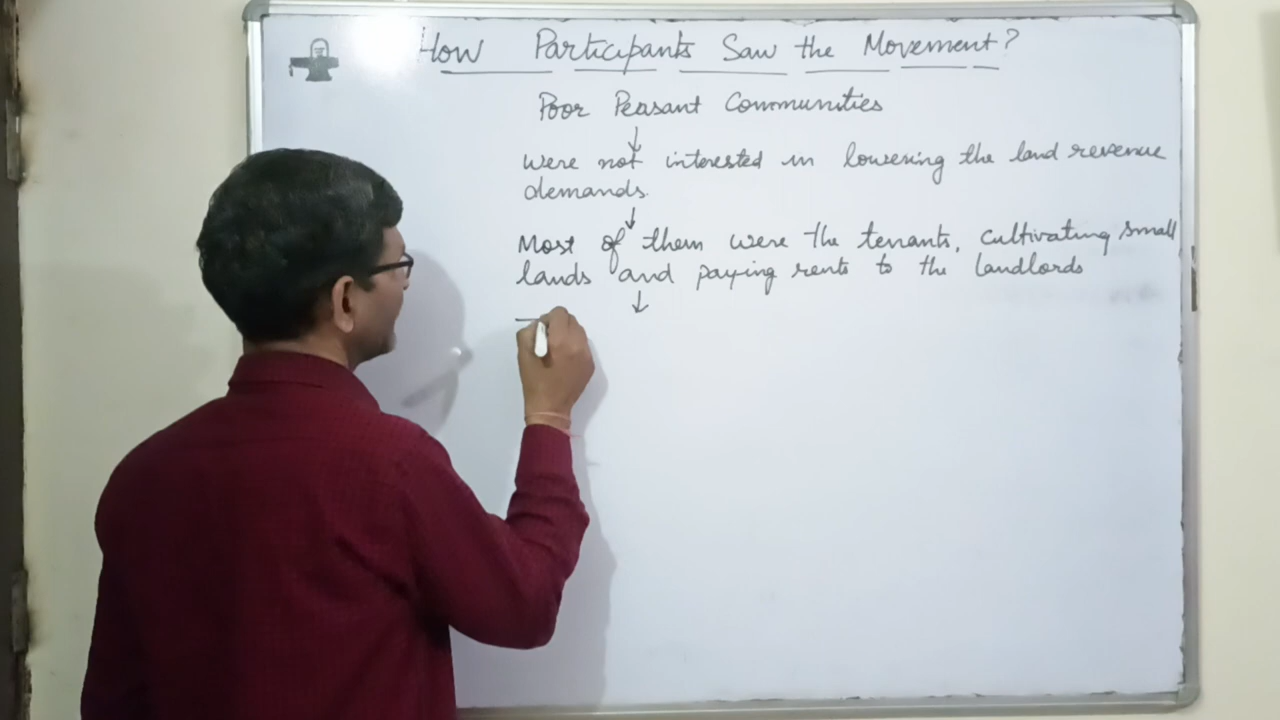 How Participants Saw the Movement?
Poor Peasant Communities
↓
were not interested in lowering the land revenue
demands.
↓
Most of them were the tenants, cultivating small
lands and paying rents to the landlords
↓